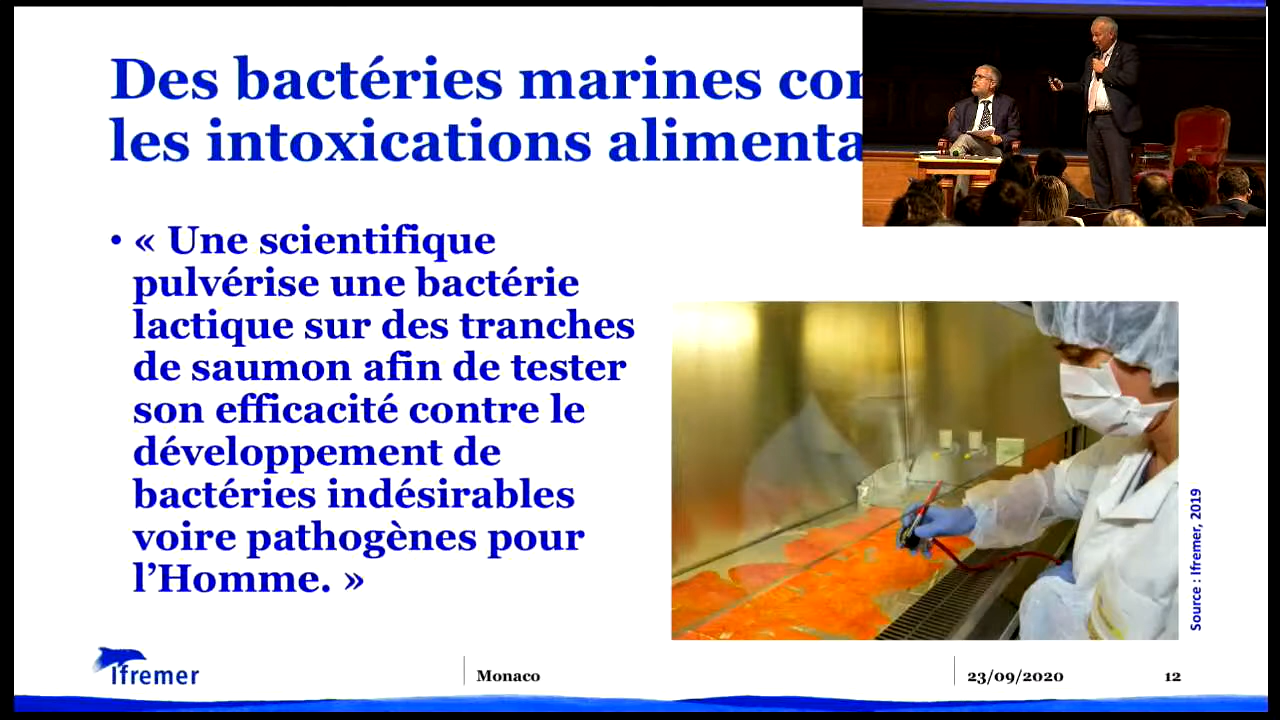 Des bactéries marines con
les intoxications alimenta
• « Une scientifique
pulvérise une bactérie
lactique sur des tranches
de saumon afin de tester
son efficacité contre le
développement de
bactéries indésirables
voire pathogènes pour
l’Homme. »
Source : Ifremer, 2019
Ifremer
Monaco
23/09/2020
12